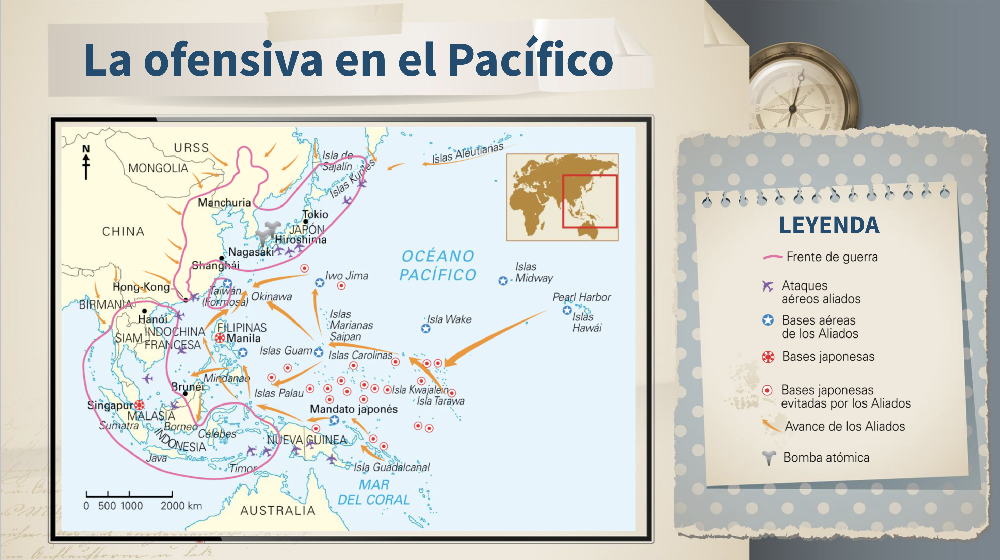 La ofensiva en el Pacífico
N
URSS
MONGOLIA
Isla de
Sajalín
Islas Kuriles
Islas Aleutianas
Manchuria
Tokio
JAPÓN
Hiroshima
CHINA
Nagasaki
Shanghái
OCÉANO
PACÍFICO
Iwo Jima
Islas
Midway
Hong-Kong
Taiwán
(Formosa)
Okinawa
Pearl Harbor
BIRMANIA
Hanói
Islas
Hawái
Islas
Marianas
Saipan
Isla Wake
SIAM
INDOCHINA
FRANCESA
FILIPINAS
Manila
Islas Guam
Islas Carolinas
Mindanao
Brunéi
Islas Palau
Isla Kwajalein
Isla Tarawa
Singapur
MALASIA
Mandato japonés
Sumatra
Borneo
Célebes
INDONESIA
NUEVA GUINEA
Java
Timor
Isla Guadalcanal
MAR
DEL CORAL
0 500 1000 2000 km
AUSTRALIA
LEYENDA
Frente de guerra
Ataques
aéreos aliados
Bases aéreas
de los Aliados
Bases japonesas
Bases japonesas
evitadas por los Aliados
Avance de los Aliados
Bomba atómica